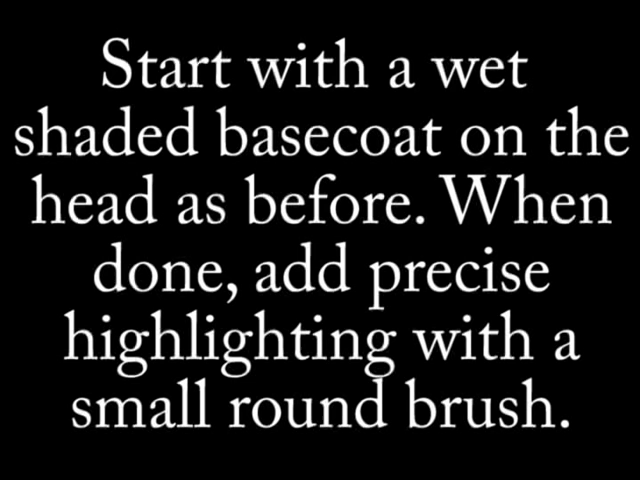 Start with a wet
shaded basecoat on the
head as before. When
done, add precise
highlighting with a
small round brush.